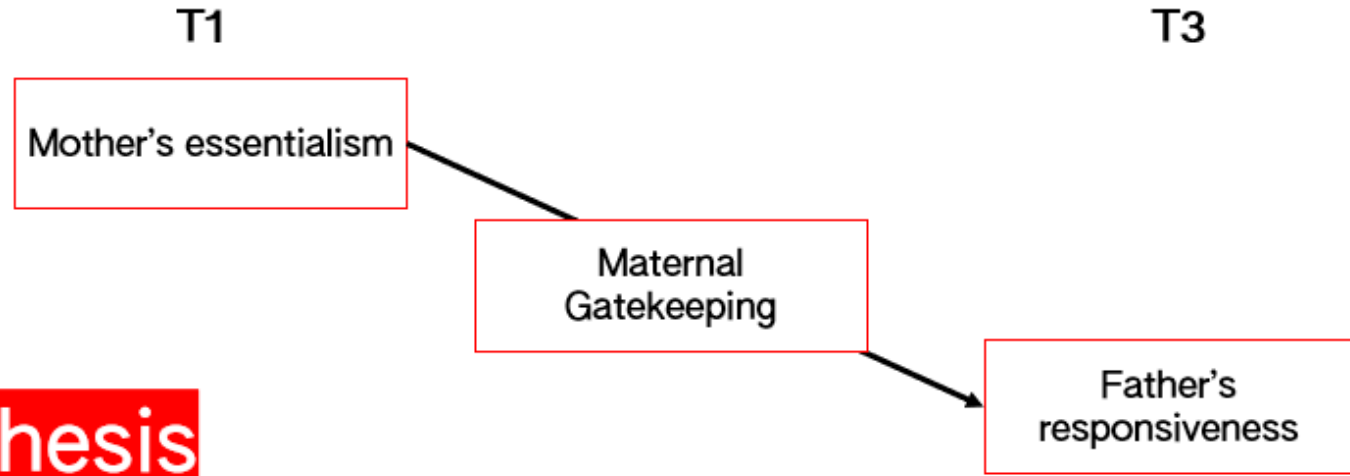 T1
T3
Mother's essentialism
Maternal
Gatekeeping
Father's
responsiveness
hesis